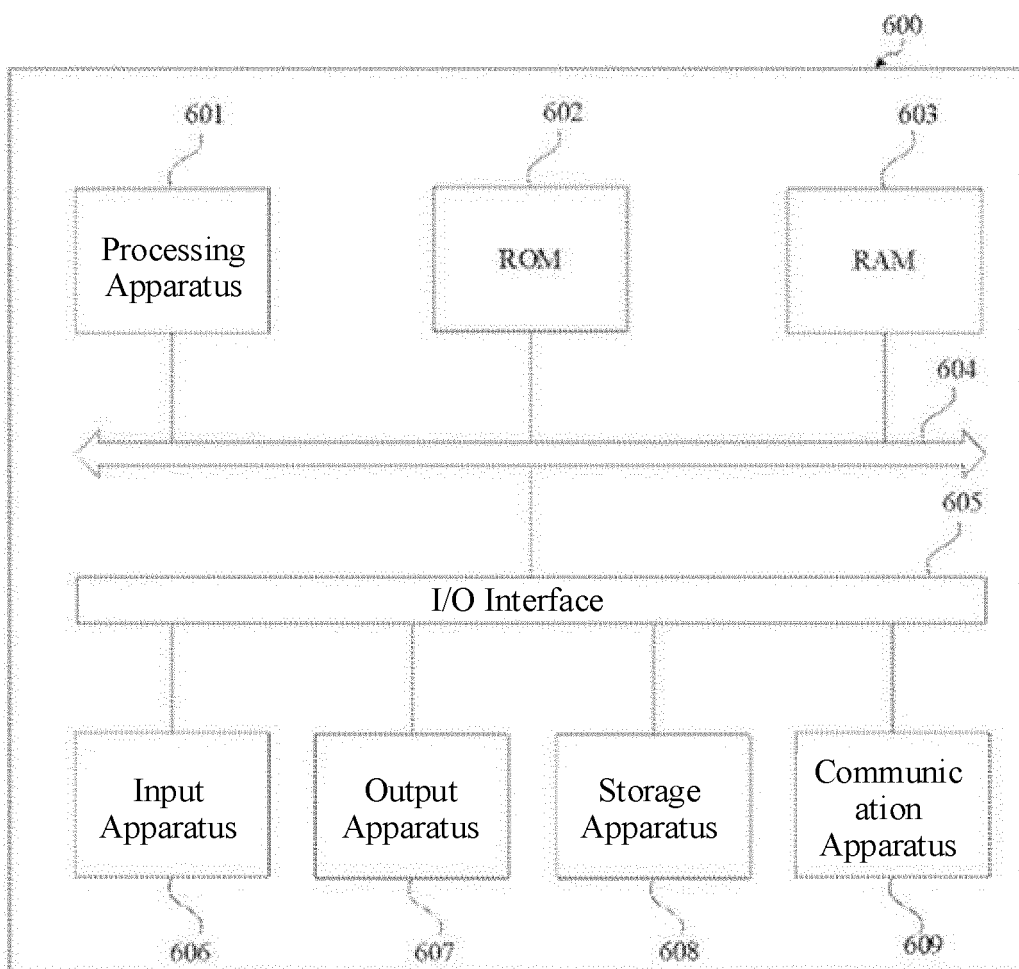 600
601
602
603
Processing
Apparatus
ROM
RAM
604
605
I/O Interface
Input
Apparatus
Output
Apparatus
Storage
Apparatus
Communic
ation
Apparatus
606
607
608
609